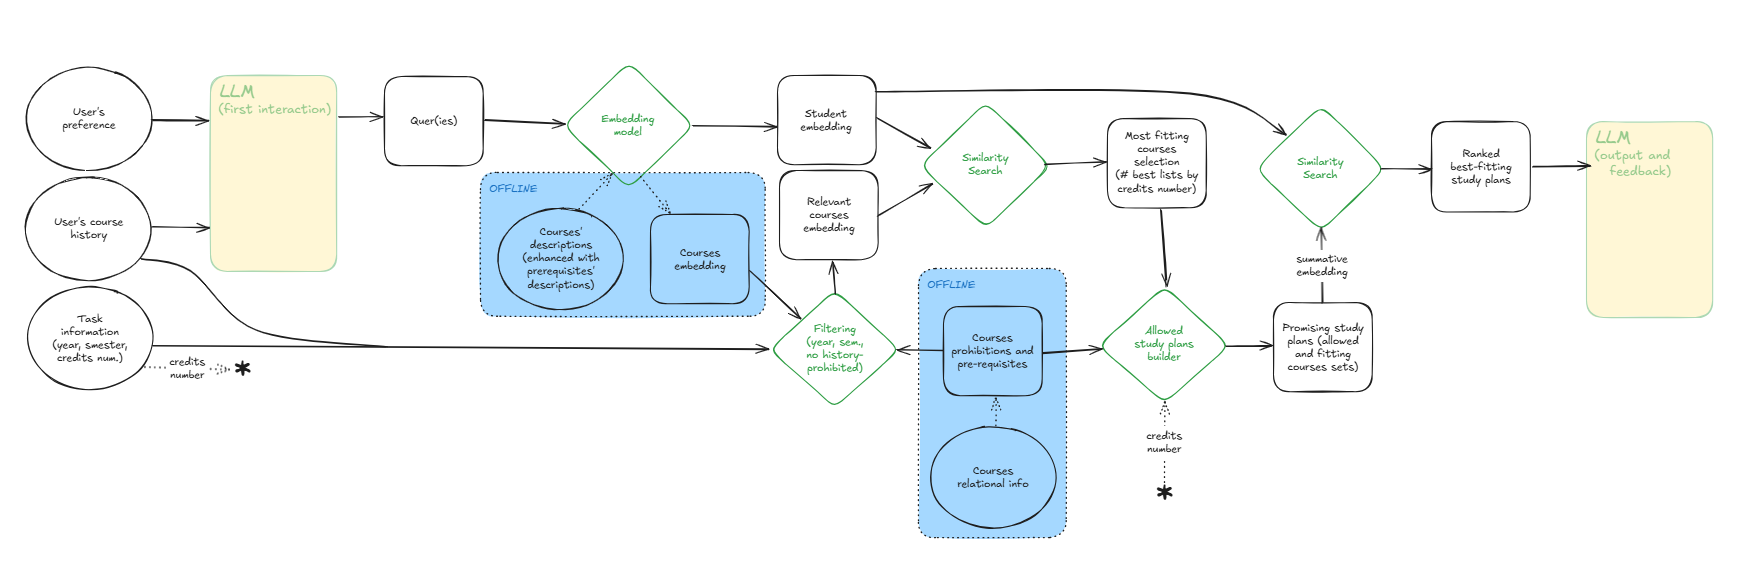 User's
preference
User's course
history
Task
information
(year, smester,
credits num.)
credits
number
*
LLM
(first interaction)
Quer(ies)
Embedding
model
OFFLINE
Courses'
descriptions
(enhanced with
prerequisites'
descriptions)
Courses
embedding
Student
embedding
Relevant
courses
embedding
Filtering
(year, sem.,
no history-
prohibited)
Similarity
Search
OFFLINE
Courses
prohibitions and
pre-requisites
Courses
relational info
Most fitting
courses
selection
(# best lists by
credits number)
Allowed
study plans
builder
credits
number
*
Similarity
Search
summative
embedding
Promising study
plans (allowed
and fitting
courses sets)
Ranked
best-fitting
study plans
LLM
(output and
feedback)